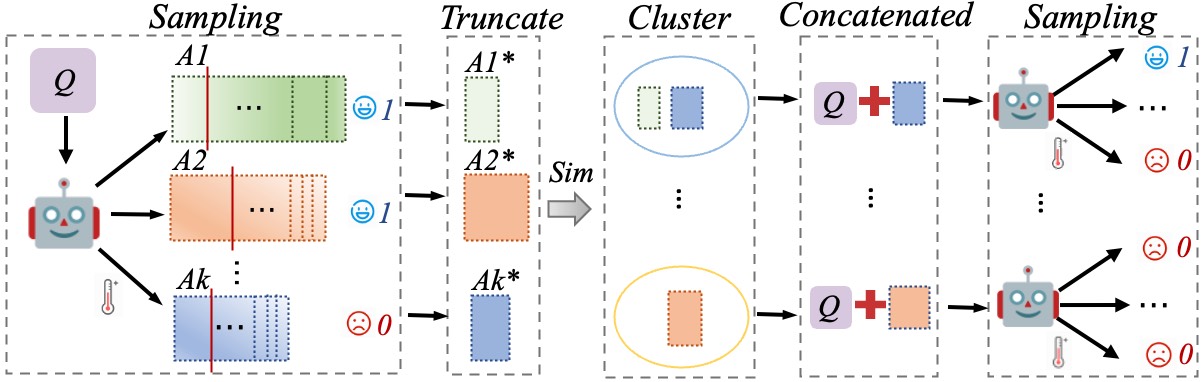 Sampling
Truncate
Cluster
Concatenated
Sampling
Q
A1
...
1
A2
...
1
...
Ak
...
0
A1*
A2*
Ak*
Sim
...
Q
...
Q
1
...
0
...
0
...
0